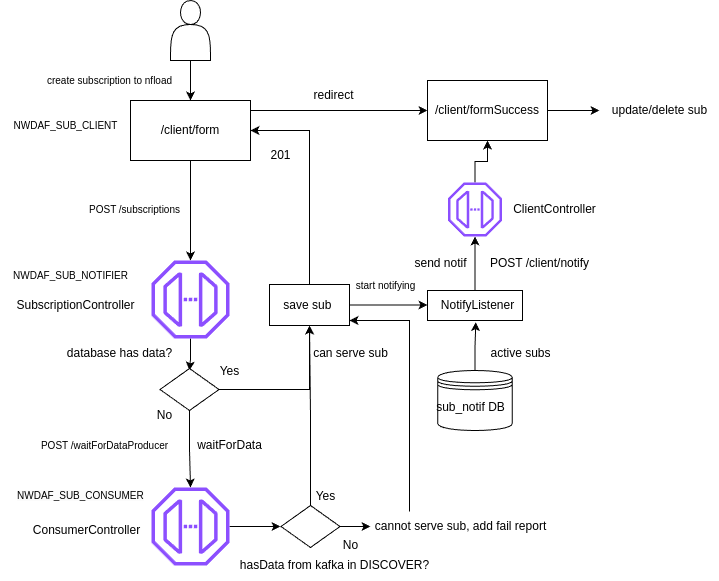 create subscription to nfload
redirect
/client/form
/client/formSuccess
update/delete sub
NWDAF_SUB_CLIENT
201
POST /subscriptions
ClientController
send notif
POST /client/notify
NWDAF_SUB_NOTIFIER
SubscriptionController
start notifying
save sub
NotifyListener
database has data?
can serve sub
active subs
Yes
No
sub_notif DB
POST /waitForDataProducer
waitForData
NWDAF_SUB_CONSUMER
Yes
ConsumerController
cannot serve sub, add fail report
No
hasData from kafka in DISCOVER?